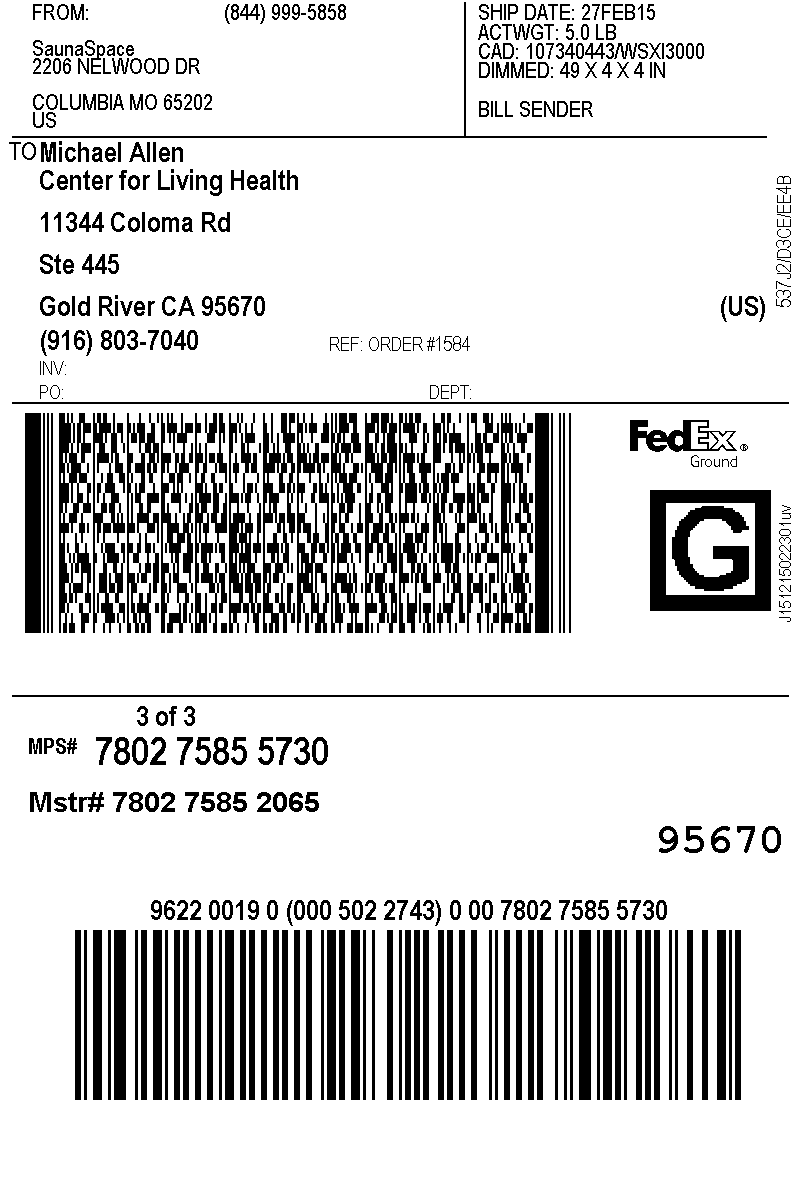 FROM: (844) 999-5858
SaunaSpace
2206 NELWOOD DR
COLUMBIA MO 65202
US
SHIP DATE: 27FEB15
ACTWGT: 5.0 LB
CAD: 107340443/WSXI3000
DIMMED: 49 X 4 X 4 IN
BILL SENDER
TO Michael Allen
Center for Living Health
11344 Coloma Rd
Ste 445
Gold River CA 95670 (US)
(916) 803-7040 REF: ORDER #1584
INV:
PO: DEPT:
537J2/D3CE/EE4B
FedEx®
Ground
G
J151215022301uv
3 of 3
MPS# 7802 7585 5730
Mstr# 7802 7585 2065
95670
9622 0019 0 (000 502 2743) 0 00 7802 7585 5730